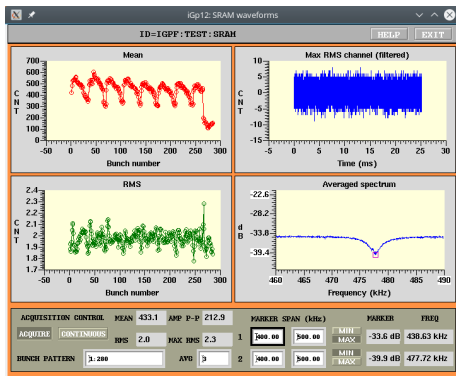 iGp12: SRAM waveforms
ID=IGPF:TEST:SRAM HELP EXIT
Mean
700
600
500
400
300
200
100
0
CNT
-50 0 50 100 150 200 250 300
Bunch number
Max RMS channel (filtered)
10
5
0
-5
-10
-15
CNT
-5 0 5 10 15 20 25 30
Time (ms)
RMS
2.4
2.3
2.2
2.1
2
1.9
1.8
1.7
CNT
-50 0 50 100 150 200 250 300
Bunch number
Averaged spectrum
-22.6
-28.2
-33.8
-39.4
dB
460 465 470 475 480 485 490
Frequency (kHz)
ACQUISITION CONTROL MEAN 433.1 AMP P-P 212.9
ACQUIRE CONTINUOUS RMS 2.0 MAX RMS 2.3
BUNCH PATTERN 1:280 AVG 3
MARKER SPAN (kHz) MARKER FREQ
1 400.00 500.00 MIN MAX -33.6 dB 438.63 kHz
2 400.00 500.00 MIN MAX -39.9 dB 477.72 kHz